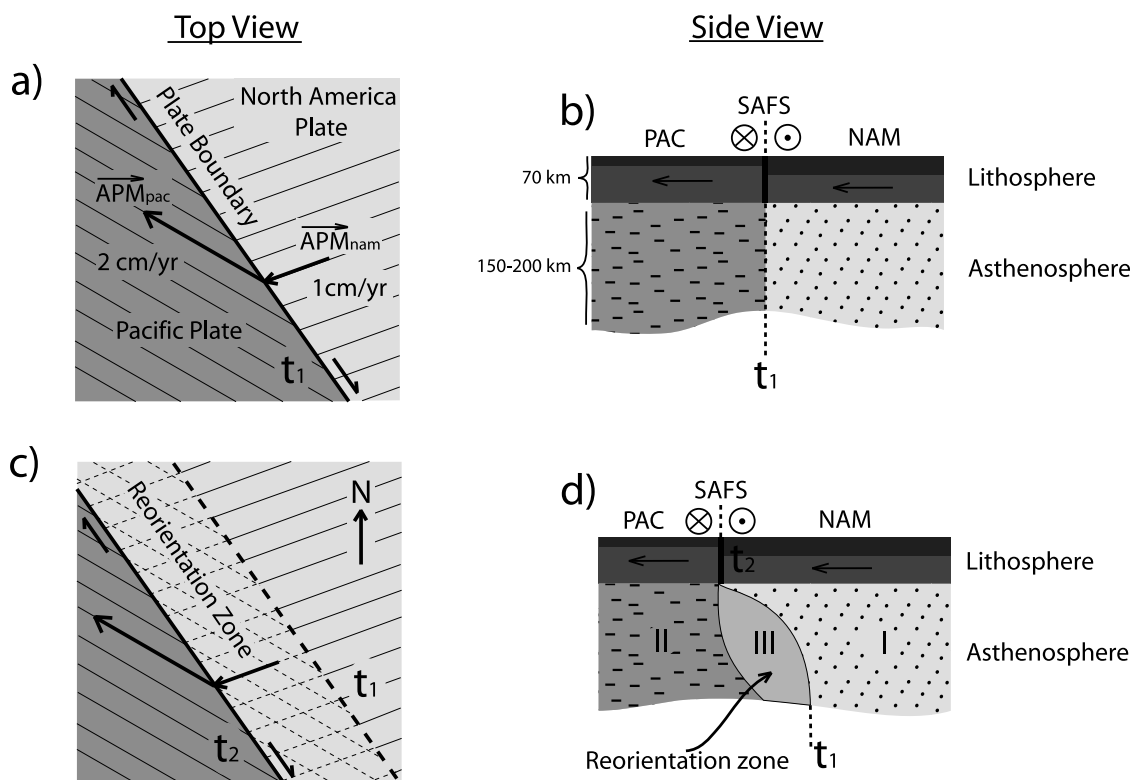 Top View
Side View
a)
North America
Plate
Plate Boundary
APMpac
APMnam
2 cm/yr
1cm/yr
Pacific Plate
t1
b)
SAFS
PAC
NAM
70 km
Lithosphere
150-200 km
Asthenosphere
t1
c)
N
Reorientation Zone
t1
t2
d)
SAFS
PAC
NAM
t2
Lithosphere
II
III
I
Asthenosphere
Reorientation zone
t1